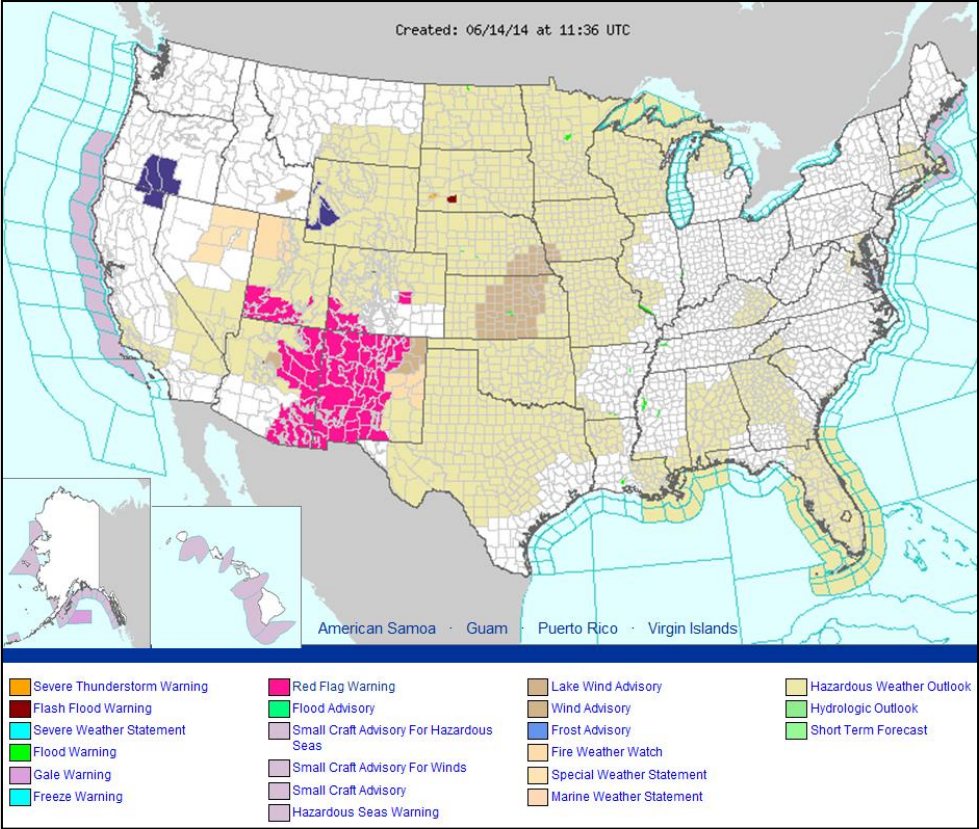 Created: 06/14/14 at 11:36 UTC
American Samoa · Guam · Puerto Rico · Virgin Islands
Severe Thunderstorm Warning
Flash Flood Warning
Severe Weather Statement
Flood Warning
Gale Warning
Freeze Warning
Red Flag Warning
Flood Advisory
Small Craft Advisory For Hazardous
Seas
Small Craft Advisory For Winds
Small Craft Advisory
Hazardous Seas Warning
Lake Wind Advisory
Wind Advisory
Frost Advisory
Fire Weather Watch
Special Weather Statement
Marine Weather Statement
Hazardous Weather Outlook
Hydrologic Outlook
Short Term Forecast